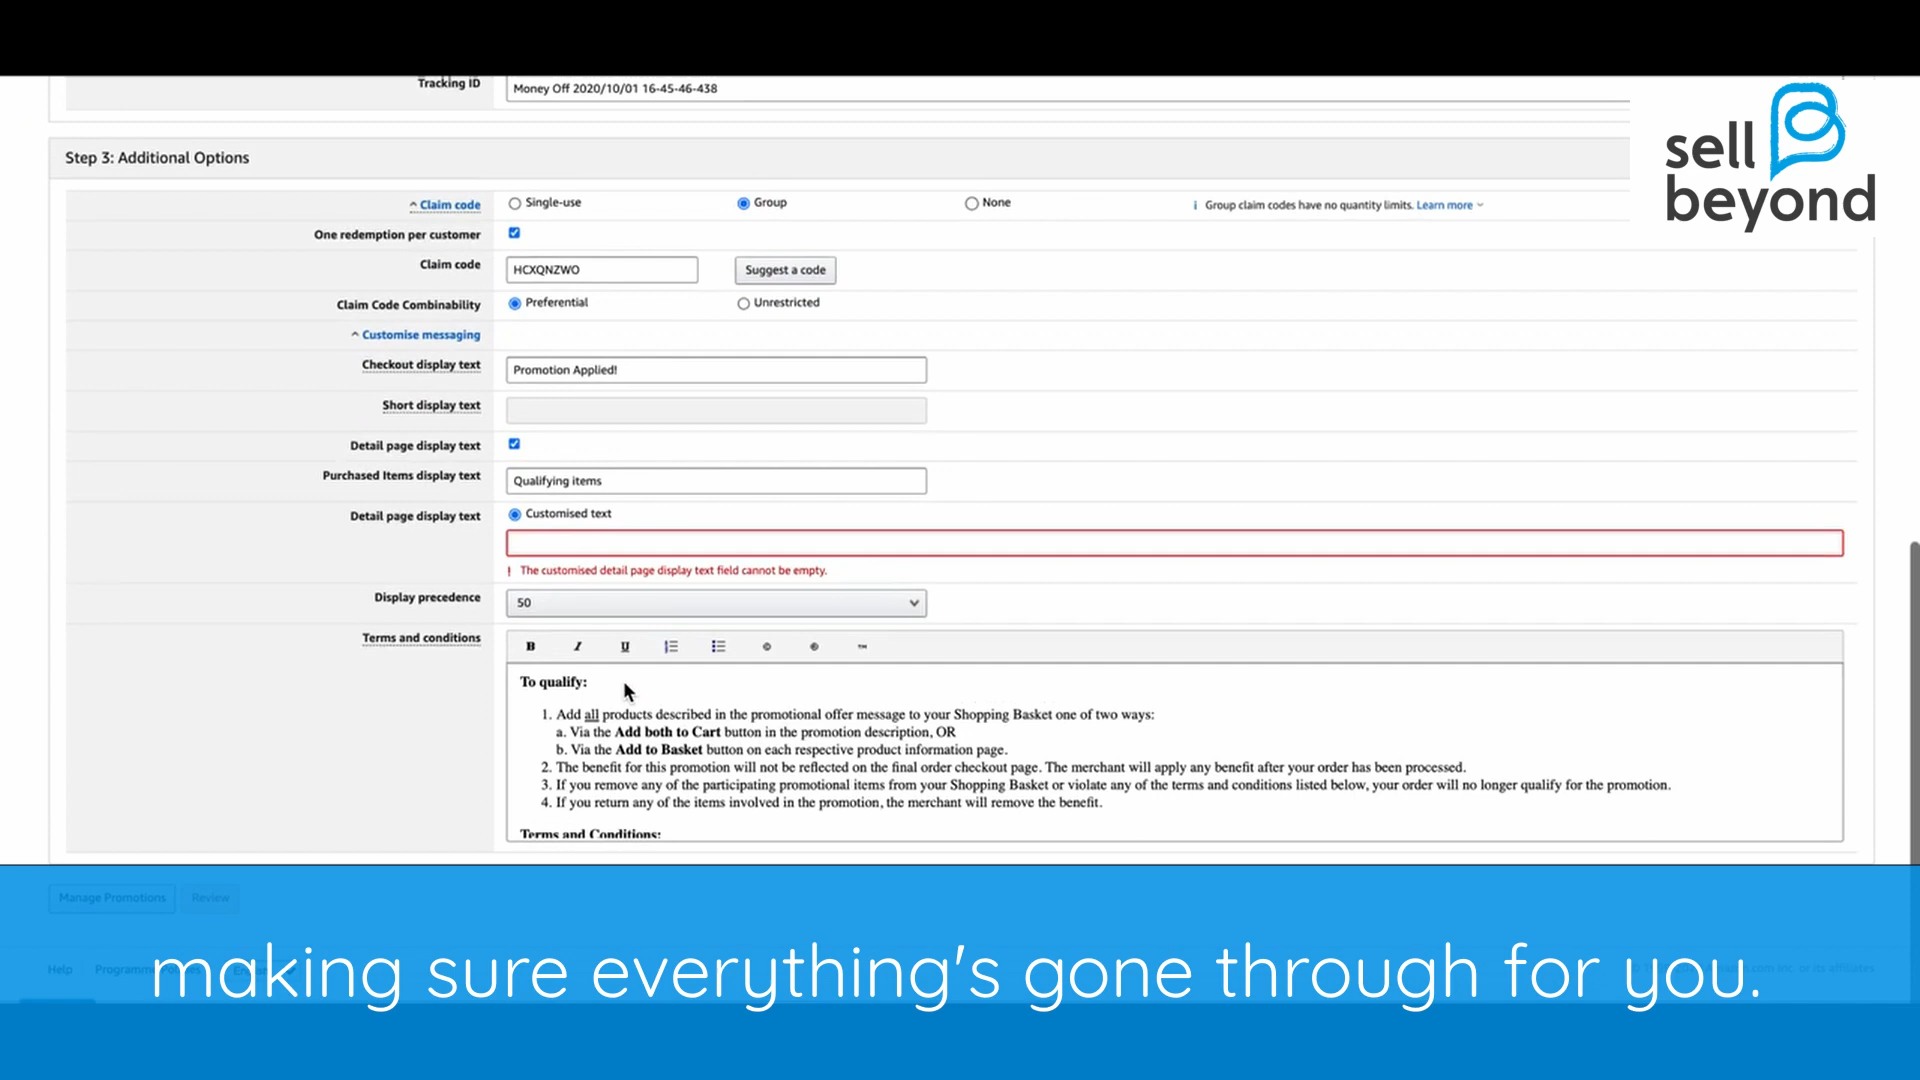 Tracking ID
Money Off 2020/10/01 16-45-46-438
sell
beyond
Step 3: Additional Options
Claim code
Single-use
Group
None
i Group claim codes have no quantity limits. Learn more
One redemption per customer
Claim code
HCXQNZWO
Suggest a code
Claim Code Combinability
Preferential
Unrestricted
Customise messaging
Checkout display text
Promotion Applied!
Short display text
Detail page display text
Purchased Items display text
Qualifying items
Detail page display text
Customised text
! The customised detail page display text field cannot be empty.
Display precedence
50
Terms and conditions
B I U © ® ™
To qualify:
1. Add all products described in the promotional offer message to your Shopping Basket one of two ways:
a. Via the Add both to Cart button in the promotion description, OR
b. Via the Add to Basket button on each respective product information page.
2. The benefit for this promotion will not be reflected on the final order checkout page. The merchant will apply any benefit after your order has been processed.
3. If you remove any of the participating promotional items from your Shopping Basket or violate any of the terms and conditions listed below, your order will no longer qualify for the promotion.
4. If you return any of the items involved in the promotion, the merchant will remove the benefit.
Terms and Conditions:
Manage Promotions
Review
Help
making sure everything's gone through for you.